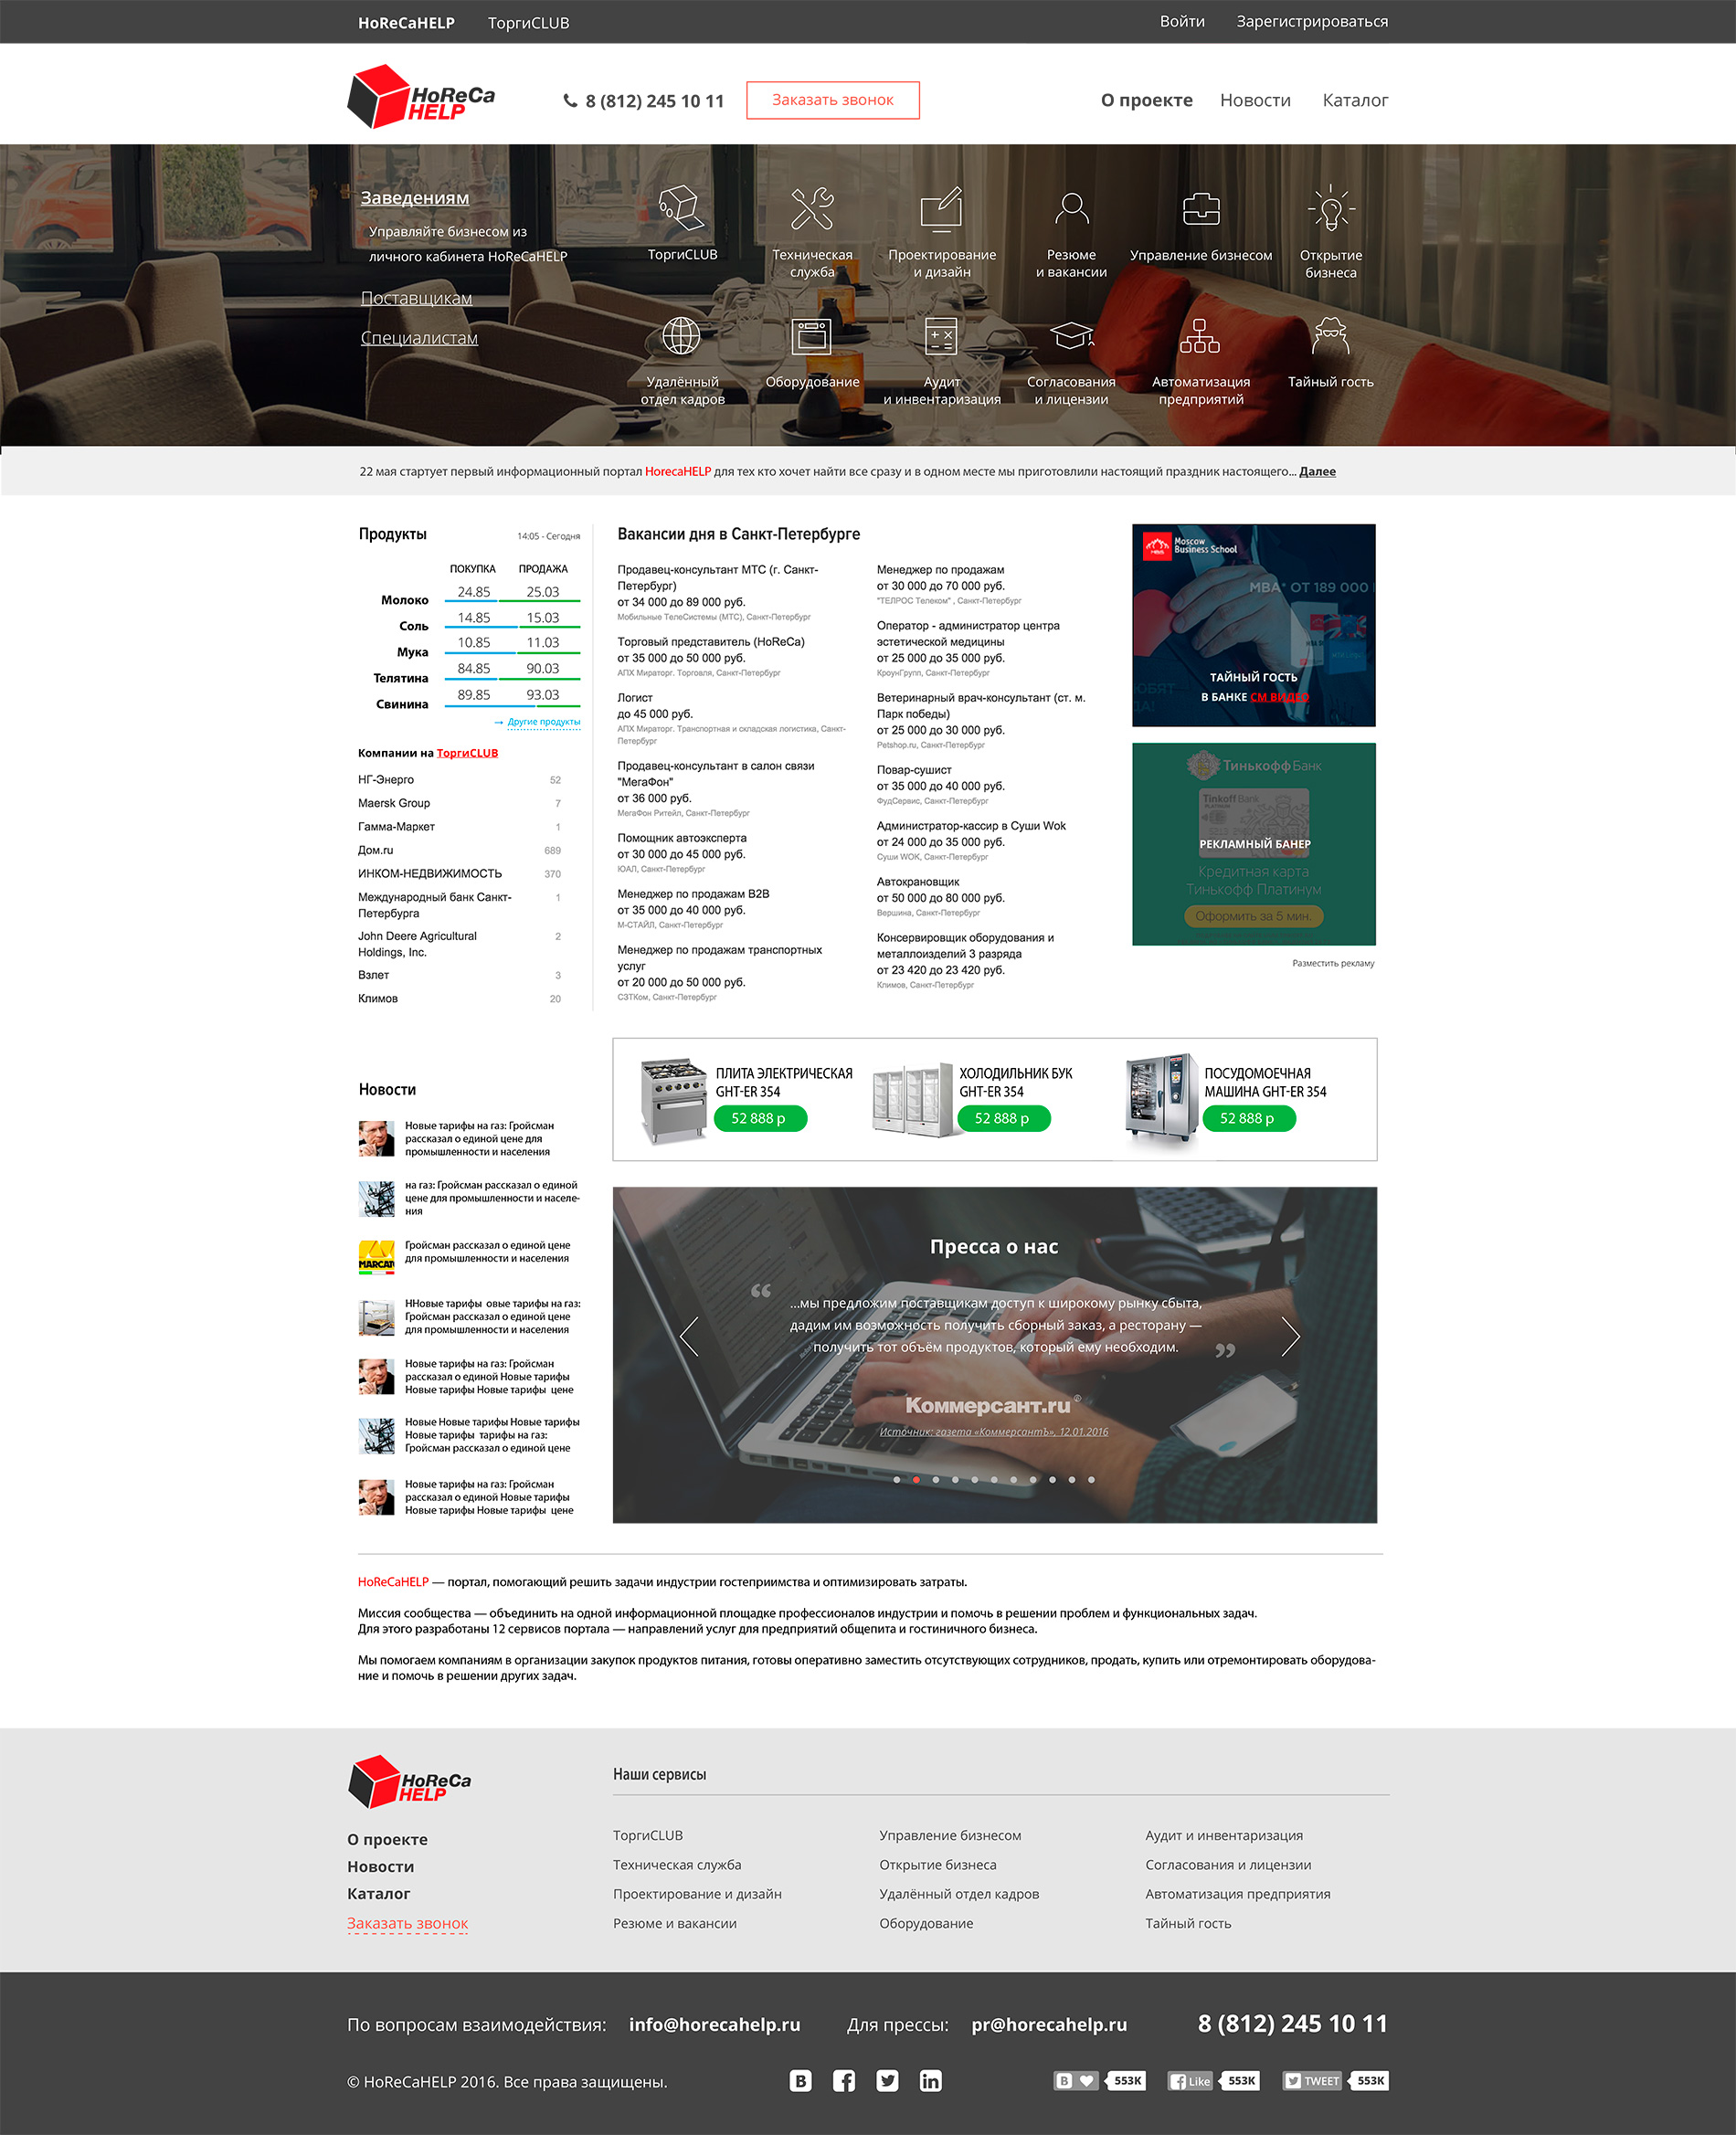 HoReCaHELP ТоргиCLUB Войти Зарегистрироваться
HoReCa
HELP
8 (812) 245 10 11 Заказать звонок О проекте Новости Каталог
Заведениям
Управляйте бизнесом из
личного кабинета HoReCaHELP
Поставщикам
Специалистам
ТоргиCLUB
Техническая
служба
Проектирование
и дизайн
Резюме
и вакансии
Управление бизнесом
Открытие
бизнеса
Удалённый
отдел кадров
Оборудование
Аудит
и инвентаризация
Согласования
и лицензии
Автоматизация
предприятий
Тайный гость
22 мая стартует первый информационный портал HorecaHELP для тех кто хочет найти все сразу и в одном месте мы приготовлили настоящий праздник настоящего... Далее
Продукты 14:05 - Сегодня
ПОКУПКА ПРОДАЖА
Молоко 24.85 25.03
Соль 14.85 15.03
Мука 10.85 11.03
Телятина 84.85 90.03
Свинина 89.85 93.03
→ Другие продукты
Компании на ТоргиCLUB
НГ-Энерго 52
Maersk Group 7
Гамма-Маркет 1
Дом.ru 689
ИНКОМ-НЕДВИЖИМОСТЬ 370
Международный банк Санкт- 1
Петербурга
John Deere Agricultural 2
Holdings, Inc.
Взлет 3
Климов 20
Вакансии дня в Санкт-Петербурге
Продавец-консультант МТС (г. Санкт-
Петербург)
от 34 000 до 89 000 руб.
Мобильные ТелеСистемы (МТС), Санкт-Петербург
Торговый представитель (HoReCa)
от 35 000 до 50 000 руб.
АПХ Мираторг. Торговля, Санкт-Петербург
Логист
до 45 000 руб.
АПХ Мираторг. Транспортная и складская логистика, Санкт-
Петербург
Продавец-консультант в салон связи
"МегаФон"
от 36 000 руб.
МегаФон Ритейл, Санкт-Петербург
Помощник автоэксперта
от 30 000 до 45 000 руб.
ЮАЛ, Санкт-Петербург
Менеджер по продажам B2B
от 35 000 до 40 000 руб.
М-СТАЙЛ, Санкт-Петербург
Менеджер по продажам транспортных
услуг
от 20 000 до 50 000 руб.
СЗТКом, Санкт-Петербург
Менеджер по продажам
от 30 000 до 70 000 руб.
"ТЕЛРОС Телеком" , Санкт-Петербург
Оператор - администратор центра
эстетической медицины
от 25 000 до 35 000 руб.
КроунГрупп, Санкт-Петербург
Ветеринарный врач-консультант (ст. м.
Парк победы)
от 25 000 до 30 000 руб.
Petshop.ru, Санкт-Петербург
Повар-сушист
от 35 000 до 40 000 руб.
ФудСервис, Санкт-Петербург
Администратор-кассир в Суши Wok
от 24 000 до 35 000 руб.
Суши WOK, Санкт-Петербург
Автокрановщик
от 50 000 до 80 000 руб.
Вершина, Санкт-Петербург
Консервировщик оборудования и
металлоизделий 3 разряда
от 23 420 до 23 420 руб.
Климов, Санкт-Петербург
MBS Moscow
Business School
MBA* ОТ 189 000
ТАЙНЫЙ ГОСТЬ
В БАНКЕ СМ ВИДЕО
Тинькофф Банк
Tinkoff Bank
PLATINUM
РЕКЛАМНЫЙ БАНЕР
Кредитная карта
Тинькофф Платинум
Оформить за 5 мин.
Разместить рекламу
ПЛИТА ЭЛЕКТРИЧЕСКАЯ
GHT-ER 354
52 888 р
ХОЛОДИЛЬНИК БУК
GHT-ER 354
52 888 р
ПОСУДОМОЕЧНАЯ
МАШИНА GHT-ER 354
52 888 р
Новости
Новые тарифы на газ: Гройсман
рассказал о единой цене для
промышленности и населения
на газ: Гройсман рассказал о единой
цене для промышленности и населе-
ния
MARCATO
Гройсман рассказал о единой цене
для промышленности и населения
ННовые тарифы овые тарифы на газ:
Гройсман рассказал о единой цене
для промышленности и населения
Новые тарифы на газ: Гройсман
рассказал о единой Новые тарифы
Новые тарифы Новые тарифы цене
Новые Новые тарифы Новые тарифы
Новые тарифы тарифы на газ:
Гройсман рассказал о единой цене
Новые тарифы на газ: Гройсман
рассказал о единой Новые тарифы
Новые тарифы Новые тарифы цене
Пресса о нас
“
...мы предложим поставщикам доступ к широкому рынку сбыта,
дадим им возможность получить сборный заказ, а ресторану —
получить тот объём продуктов, который ему необходим.
”
Коммерсант.ru®
Источник: газета «КоммерсантЪ», 12.01.2016
HoReCaHELP — портал, помогающий решить задачи индустрии гостеприимства и оптимизировать затраты.
Миссия сообщества — объединить на одной информационной площадке профессионалов индустрии и помочь в решении проблем и функциональных задач.
Для этого разработаны 12 сервисов портала — направлений услуг для предприятий общепита и гостиничного бизнеса.
Мы помогаем компаниям в организации закупок продуктов питания, готовы оперативно заместить отсутствующих сотрудников, продать, купить или отремонтировать оборудова-
ние и помочь в решении других задач.
HoReCa
HELP
О проекте
Новости
Каталог
Заказать звонок
Наши сервисы
ТоргиCLUB Управление бизнесом Аудит и инвентаризация
Техническая служба Открытие бизнеса Согласования и лицензии
Проектирование и дизайн Удалённый отдел кадров Автоматизация предприятия
Резюме и вакансии Оборудование Тайный гость
По вопросам взаимодействия: info@horecahelp.ru Для прессы: pr@horecahelp.ru 8 (812) 245 10 11
© HoReCaHELP 2016. Все права защищены. B f in B 553K f Like 553K TWEET 553K